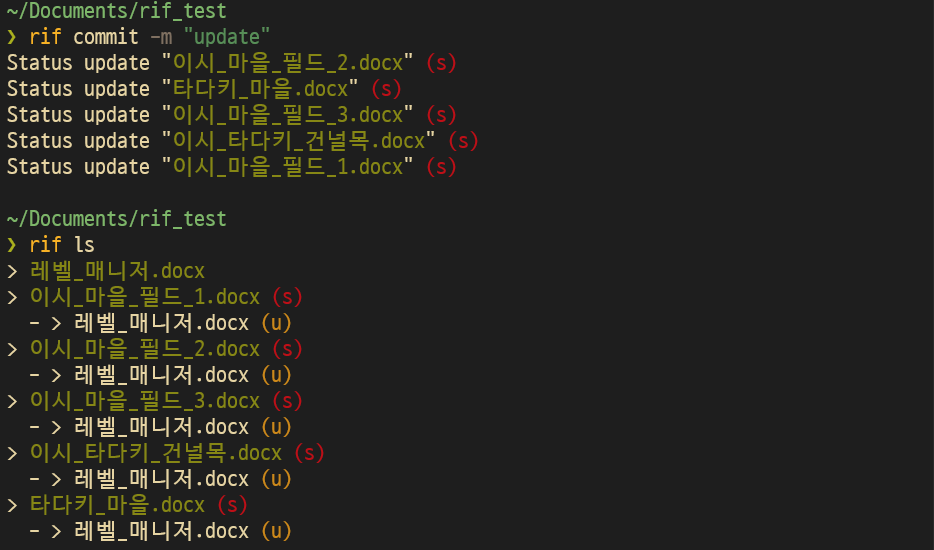 ~/Documents/rif_test
❯ rif commit -m "update"
Status update "이시_마을_필드_2.docx" (s)
Status update "타다키_마을.docx" (s)
Status update "이시_마을_필드_3.docx" (s)
Status update "이시_타다키_건널목.docx" (s)
Status update "이시_마을_필드_1.docx" (s)
~/Documents/rif_test
❯ rif ls
> 레벨_매니저.docx
> 이시_마을_필드_1.docx (s)
- > 레벨_매니저.docx (u)
> 이시_마을_필드_2.docx (s)
- > 레벨_매니저.docx (u)
> 이시_마을_필드_3.docx (s)
- > 레벨_매니저.docx (u)
> 이시_타다키_건널목.docx (s)
- > 레벨_매니저.docx (u)
> 타다키_마을.docx (s)
- > 레벨_매니저.docx (u)